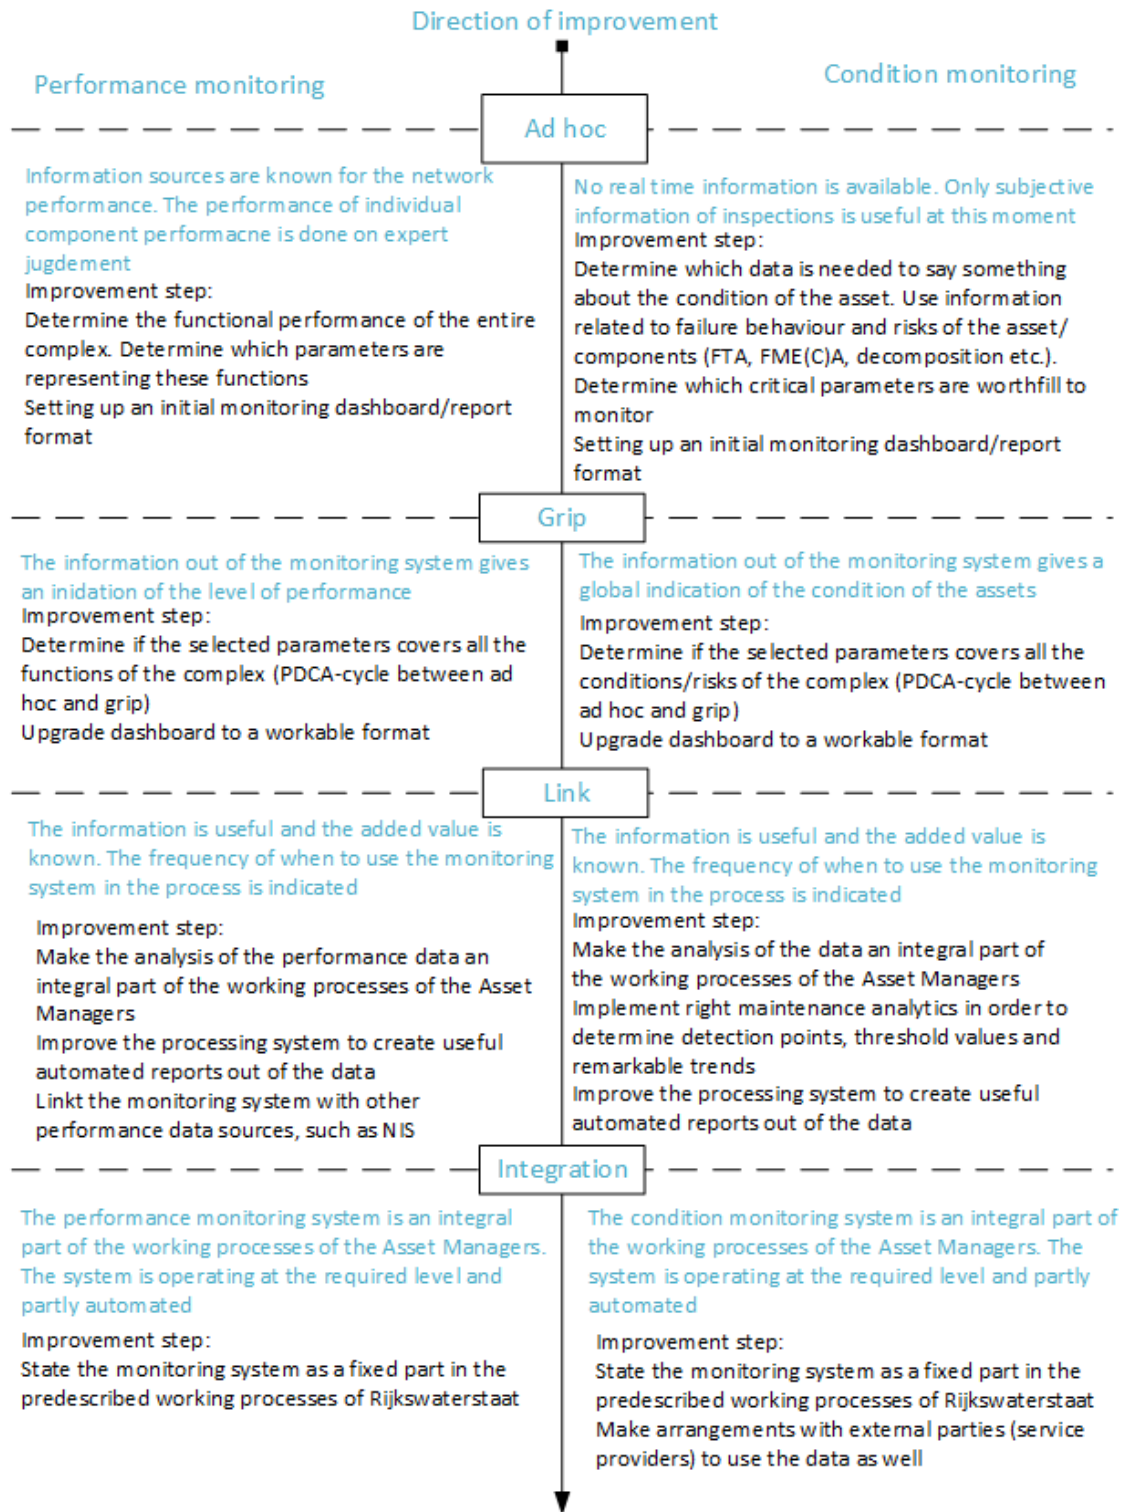 Direction of improvement
Performance monitoring
Condition monitoring
Ad hoc
Information sources are known for the network
performance. The performance of individual
component performacne is done on expert
jugdement
Improvement step:
Determine the functional performance of the entire
complex. Determine which parameters are
representing these functions
Setting up an initial monitoring dashboard/report
format
No real time information is available. Only subjective
information of inspections is useful at this moment
Improvement step:
Determine which data is needed to say something
about the condition of the asset. Use information
related to failure behaviour and risks of the asset/
components (FTA, FME(C)A, decomposition etc.).
Determine which critical parameters are worthfill to
monitor
Setting up an initial monitoring dashboard/report
format
Grip
The information out of the monitoring system gives
an inidation of the level of performance
Improvement step:
Determine if the selected parameters covers all the
functions of the complex (PDCA-cycle between ad
hoc and grip)
Upgrade dashboard to a workable format
The information out of the monitoring system gives a
global indication of the condition of the assets
Improvement step:
Determine if the selected parameters covers all the
conditions/risks of the complex (PDCA-cycle between
ad hoc and grip)
Upgrade dashboard to a workable format
Link
The information is useful and the added value is
known. The frequency of when to use the monitoring
system in the process is indicated
Improvement step:
Make the analysis of the performance data an
integral part of the working processes of the Asset
Managers
Improve the processing system to create useful
automated reports out of the data
Linkt the monitoring system with other
performance data sources, such as NIS
The information is useful and the added value is
known. The frequency of when to use the monitoring
system in the process is indicated
Improvement step:
Make the analysis of the data an integral part of
the working processes of the Asset Managers
Implement right maintenance analytics in order to
determine detection points, threshold values and
remarkable trends
Improve the processing system to create useful
automated reports out of the data
Integration
The performance monitoring system is an integral
part of the working processes of the Asset Managers.
The system is operating at the required level and
partly automated
Improvement step:
State the monitoring system as a fixed part in the
predescribed working processes of Rijkswaterstaat
The condition monitoring system is an integral part of
the working processes of the Asset Managers. The
system is operating at the required level and partly
automated
Improvement step:
State the monitoring system as a fixed part in the
predescribed working processes of Rijkswaterstaat
Make arrangements with external parties (service
providers) to use the data as well